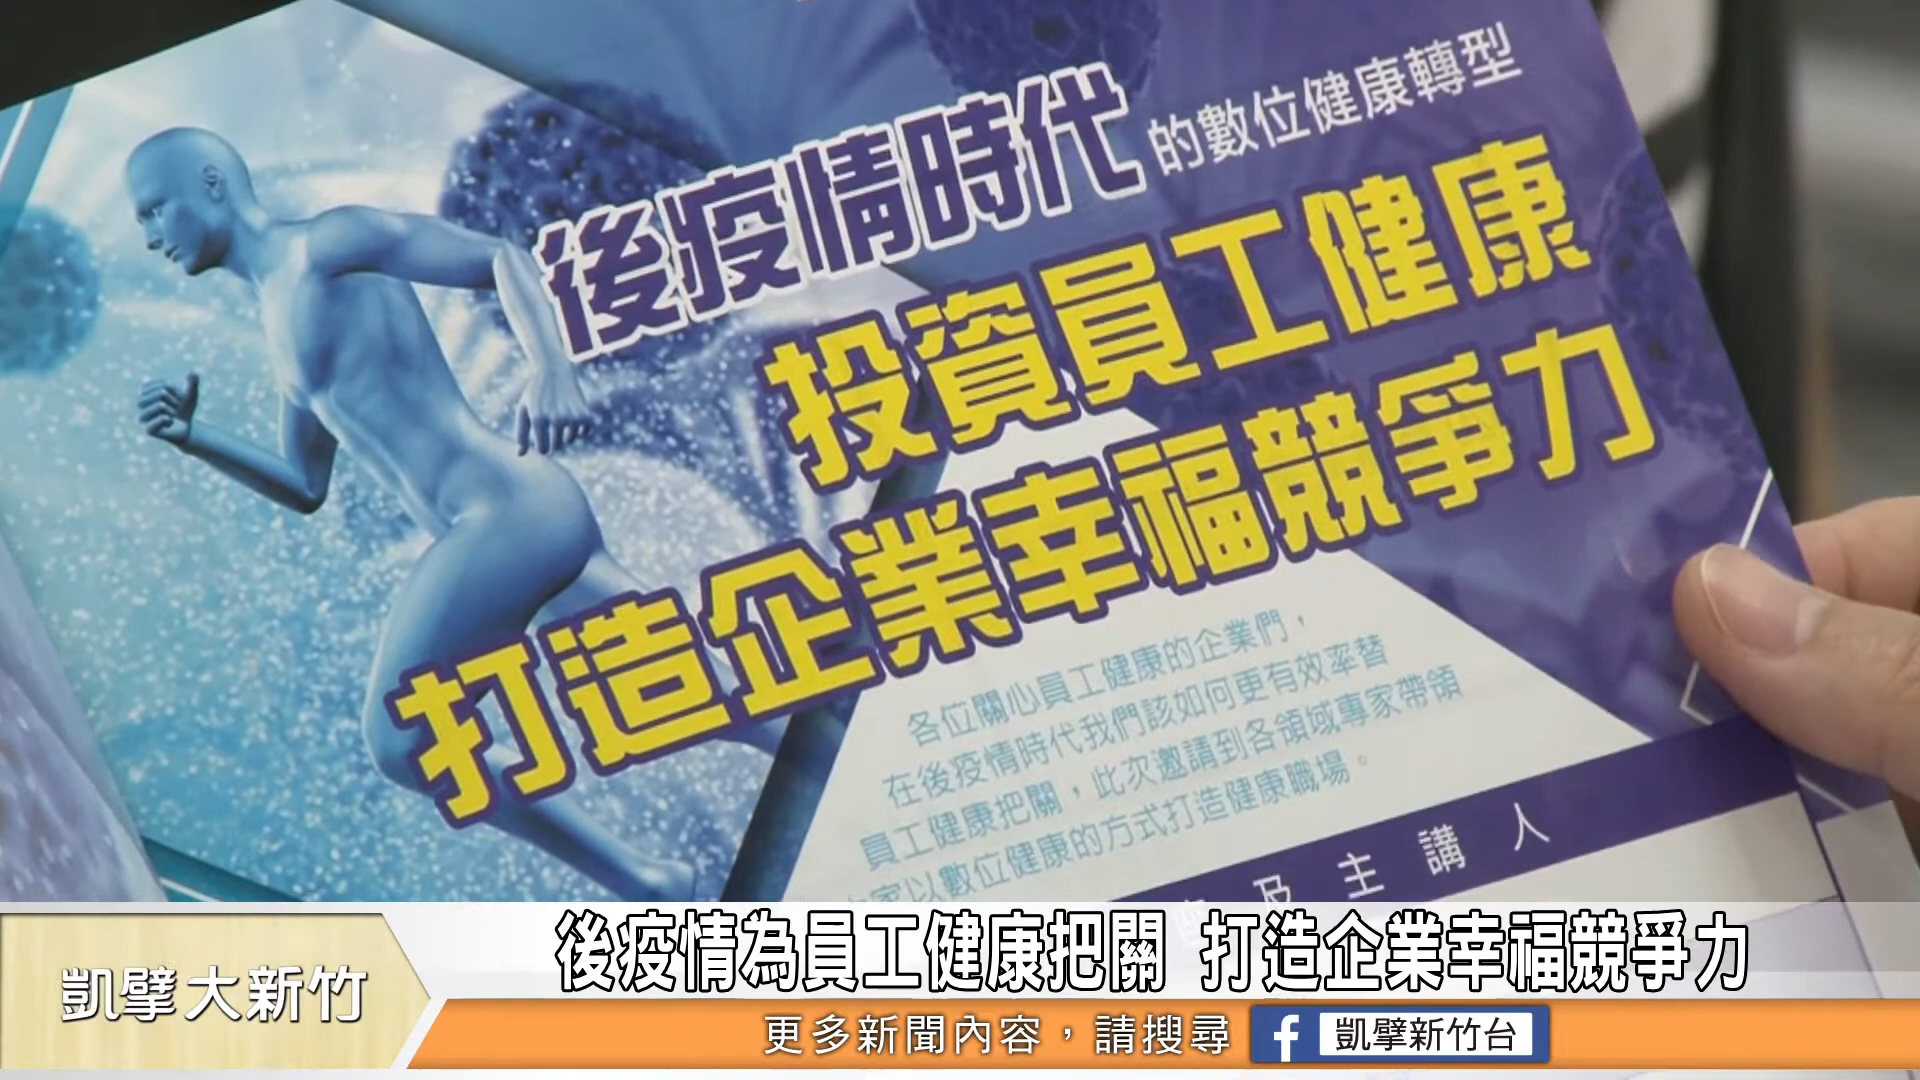 後疫情時代的數位健康轉型
投資員工健康
打造企業幸福競爭力
各位關心員工健康的企業們，
在後疫情時代我們該如何更有效率替
員工健康把關，此次邀請到各領域專家帶領
大家以數位健康的方式打造健康職場。
及主講人
後疫情為員工健康把關 打造企業幸福競爭力
凱擘大新竹
更多新聞內容，請搜尋 f 凱擘新竹台